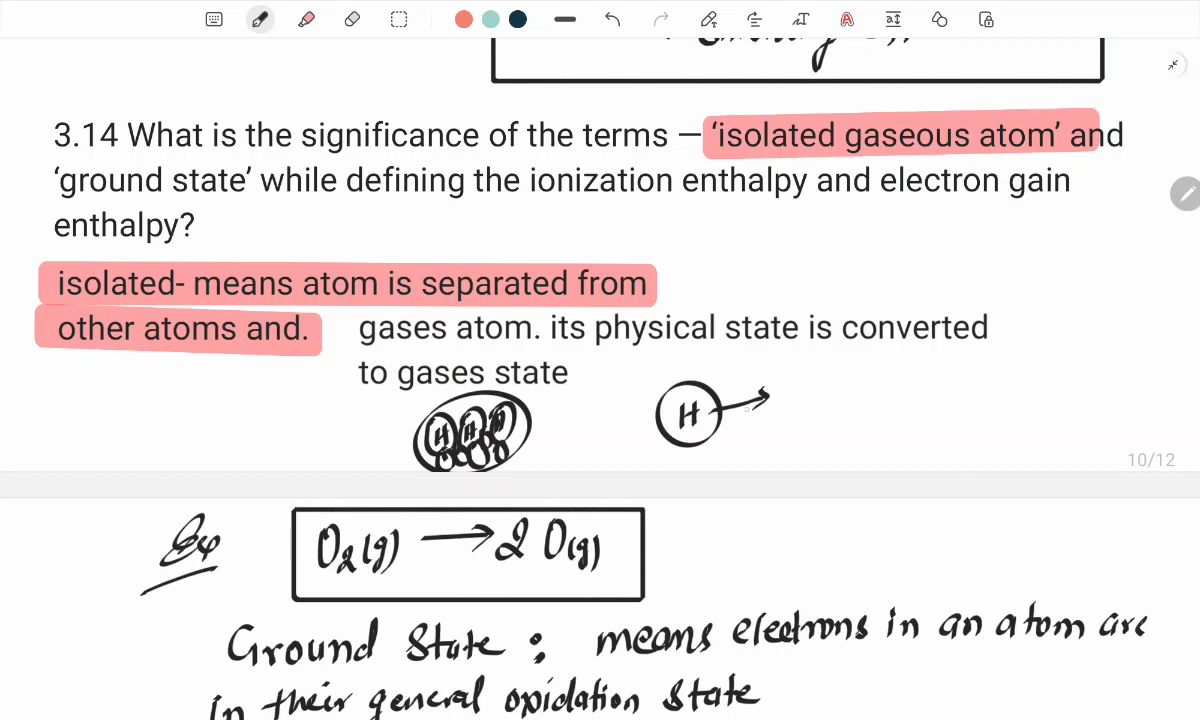 3.14 What is the significance of the terms — ‘isolated gaseous atom’ and
‘ground state’ while defining the ionization enthalpy and electron gain
enthalpy?
isolated- means atom is separated from
other atoms and. gases atom. its physical state is converted
to gases state
H H H
H
10/12
Ex
O2(g) → 2 O(g)
Ground State : means electrons in an atom are
in their general oxidation state